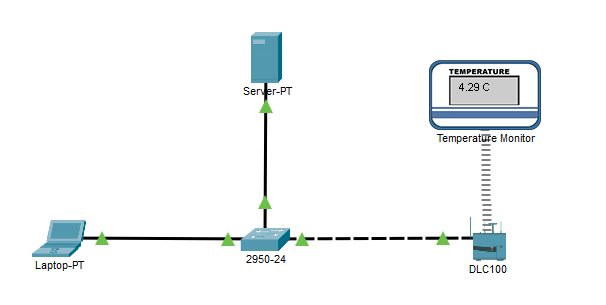 Server-PT
TEMPERATURE
4.29 C
Temperature Monitor
Laptop-PT
2950-24
DLC100